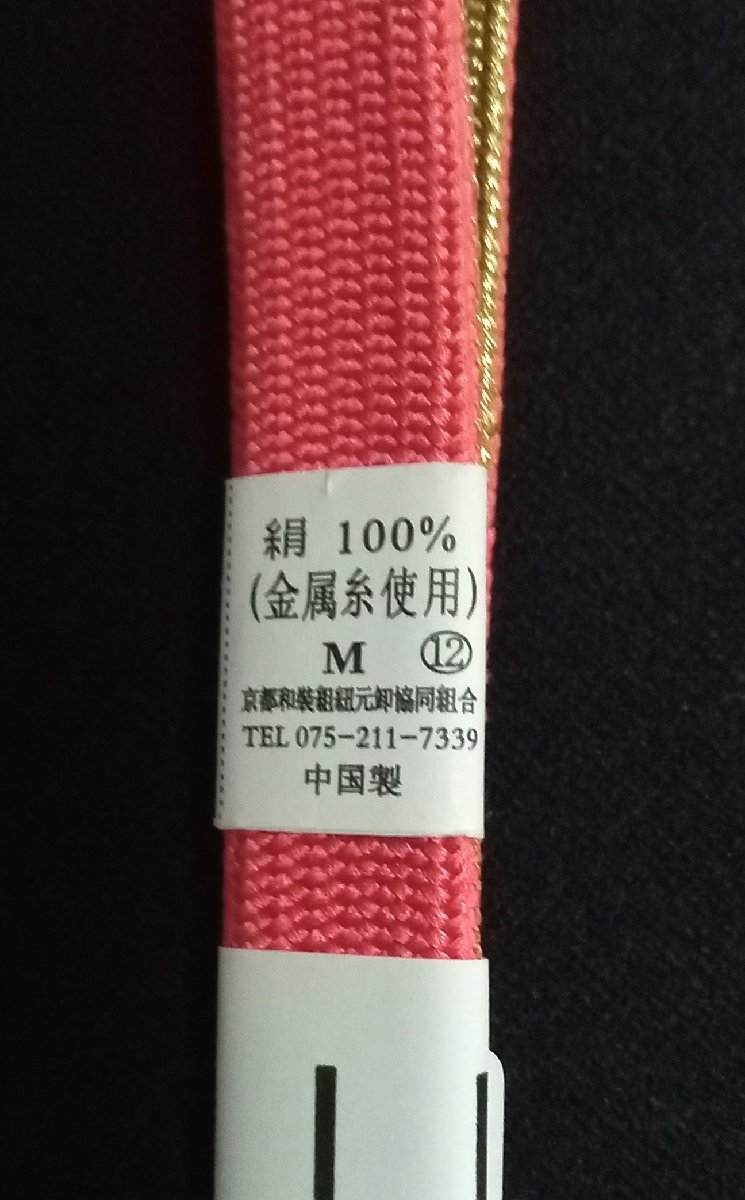 絹 100%
(金属糸使用)
M ⑫
京都和装組紐元卸協同組合
TEL 075-211-7339
中国製